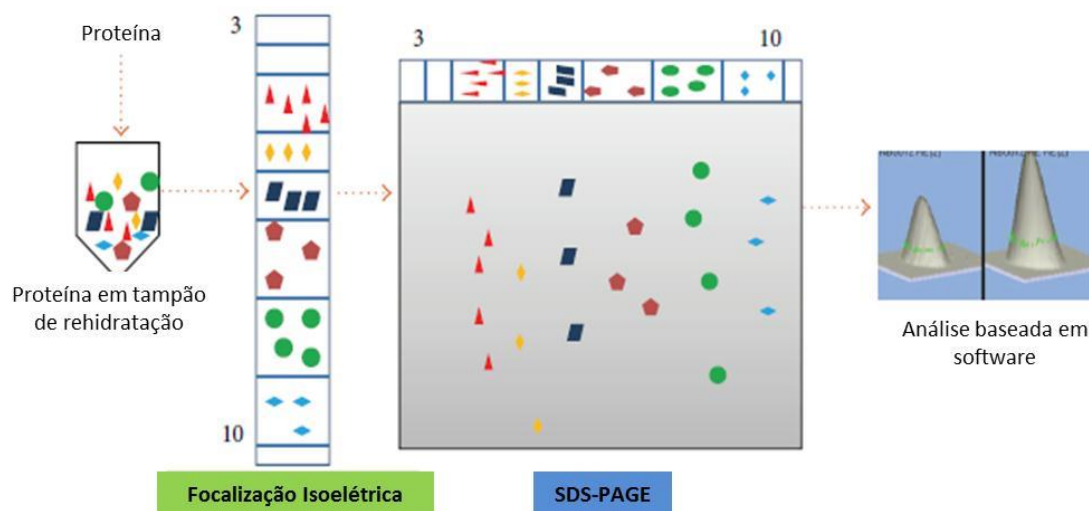 Proteína
3
3
10
Proteína em tampão
de rehidratação
10
Análise baseada em
software
Focalização Isoelétrica
SDS-PAGE